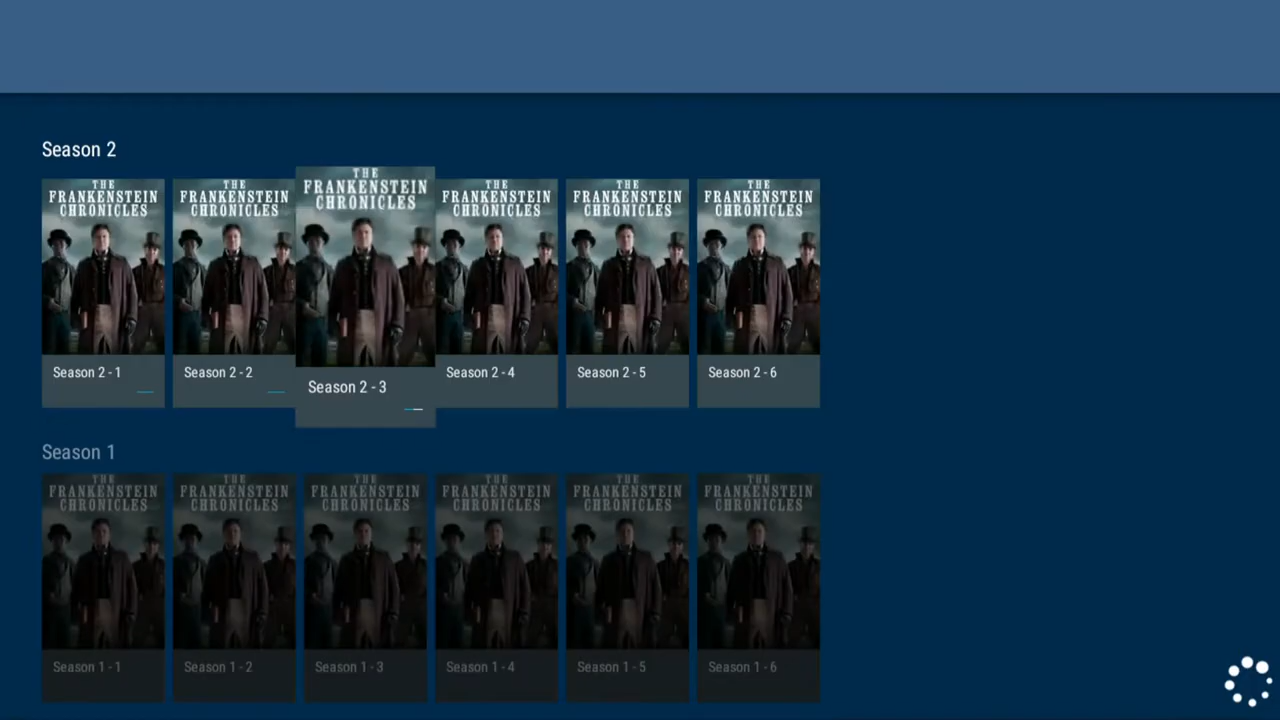 Season 2
THE
FRANKENSTEIN
CHRONICLES
THE
FRANKENSTEIN
CHRONICLES
THE
FRANKENSTEIN
CHRONICLES
THE
FRANKENSTEIN
CHRONICLES
THE
FRANKENSTEIN
CHRONICLES
THE
FRANKENSTEIN
CHRONICLES
Season 2 - 1
Season 2 - 2
Season 2 - 3
Season 2 - 4
Season 2 - 5
Season 2 - 6
Season 1
THE
FRANKENSTEIN
CHRONICLES
THE
FRANKENSTEIN
CHRONICLES
THE
FRANKENSTEIN
CHRONICLES
THE
FRANKENSTEIN
CHRONICLES
THE
FRANKENSTEIN
CHRONICLES
THE
FRANKENSTEIN
CHRONICLES
Season 1 - 1
Season 1 - 2
Season 1 - 3
Season 1 - 4
Season 1 - 5
Season 1 - 6